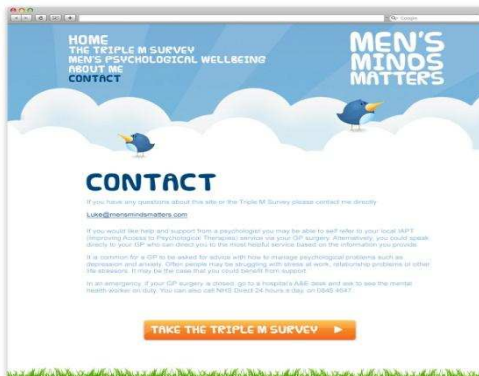 Google
HOME
THE TRIPLE M SURVEY
MEN'S PSYCHOLOGICAL WELLBEING
ABOUT ME
CONTACT
MEN'S
MINDS
MATTERS
CONTACT
If you have any questions about this site or the Triple M Survey please contact me directly
Luke@mensmindsmatters.com
If you would like help and support from a psychologist you may be able to self refer to your local IAPT
(Improving Access to Psychological Therapies) service via your GP surgery. Alternatively, you could speak
directly to your GP who can direct you to the most helpful service based on the information you provide.
It is common for a GP to be asked for advice with how to manage psychological problems such as
depression and anxiety. Often people may be struggling with stress at work, relationship problems or other
life stressors. It may be the case that you could benefit from support.
In an emergency, if your GP surgery is closed, go to a hospital's A&E desk and ask to see the mental
health worker on duty. You can also call NHS Direct 24 hours a day, on 0845 4647.
TAKE THE TRIPLE M SURVEY